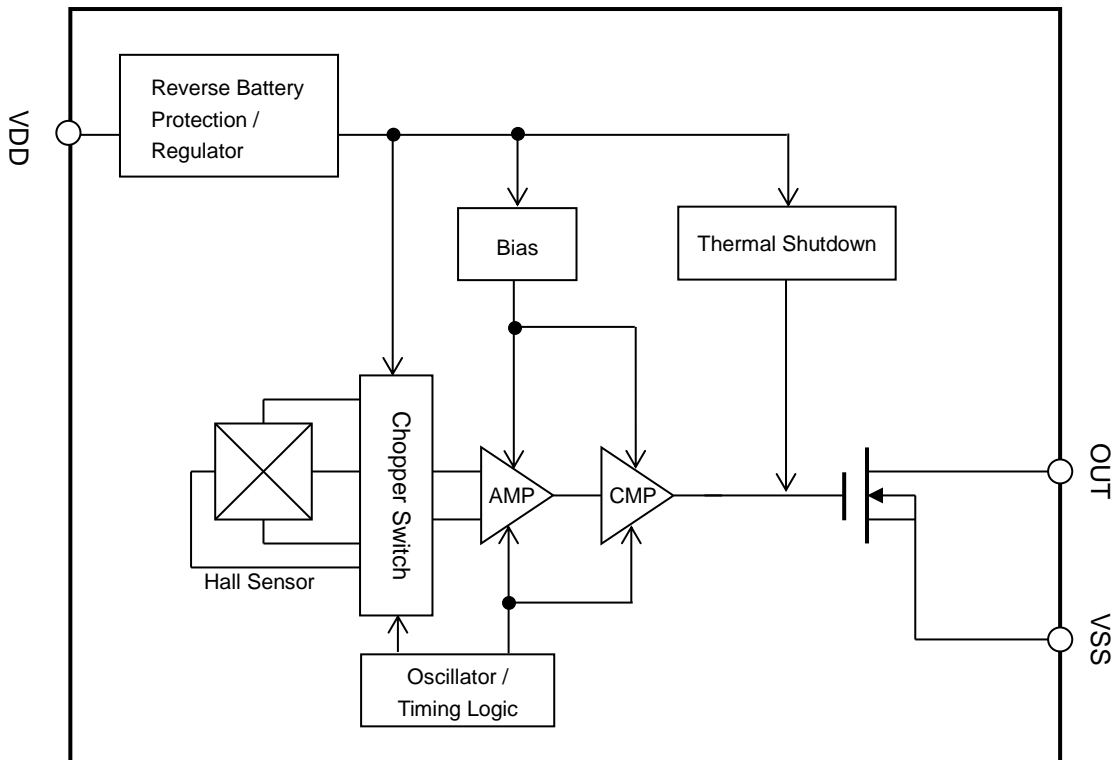 Reverse Battery
Protection /
Regulator
VDD
Bias
Thermal Shutdown
Chopper Switch
AMP
CMP
OUT
Hall Sensor
VSS
Oscillator /
Timing Logic